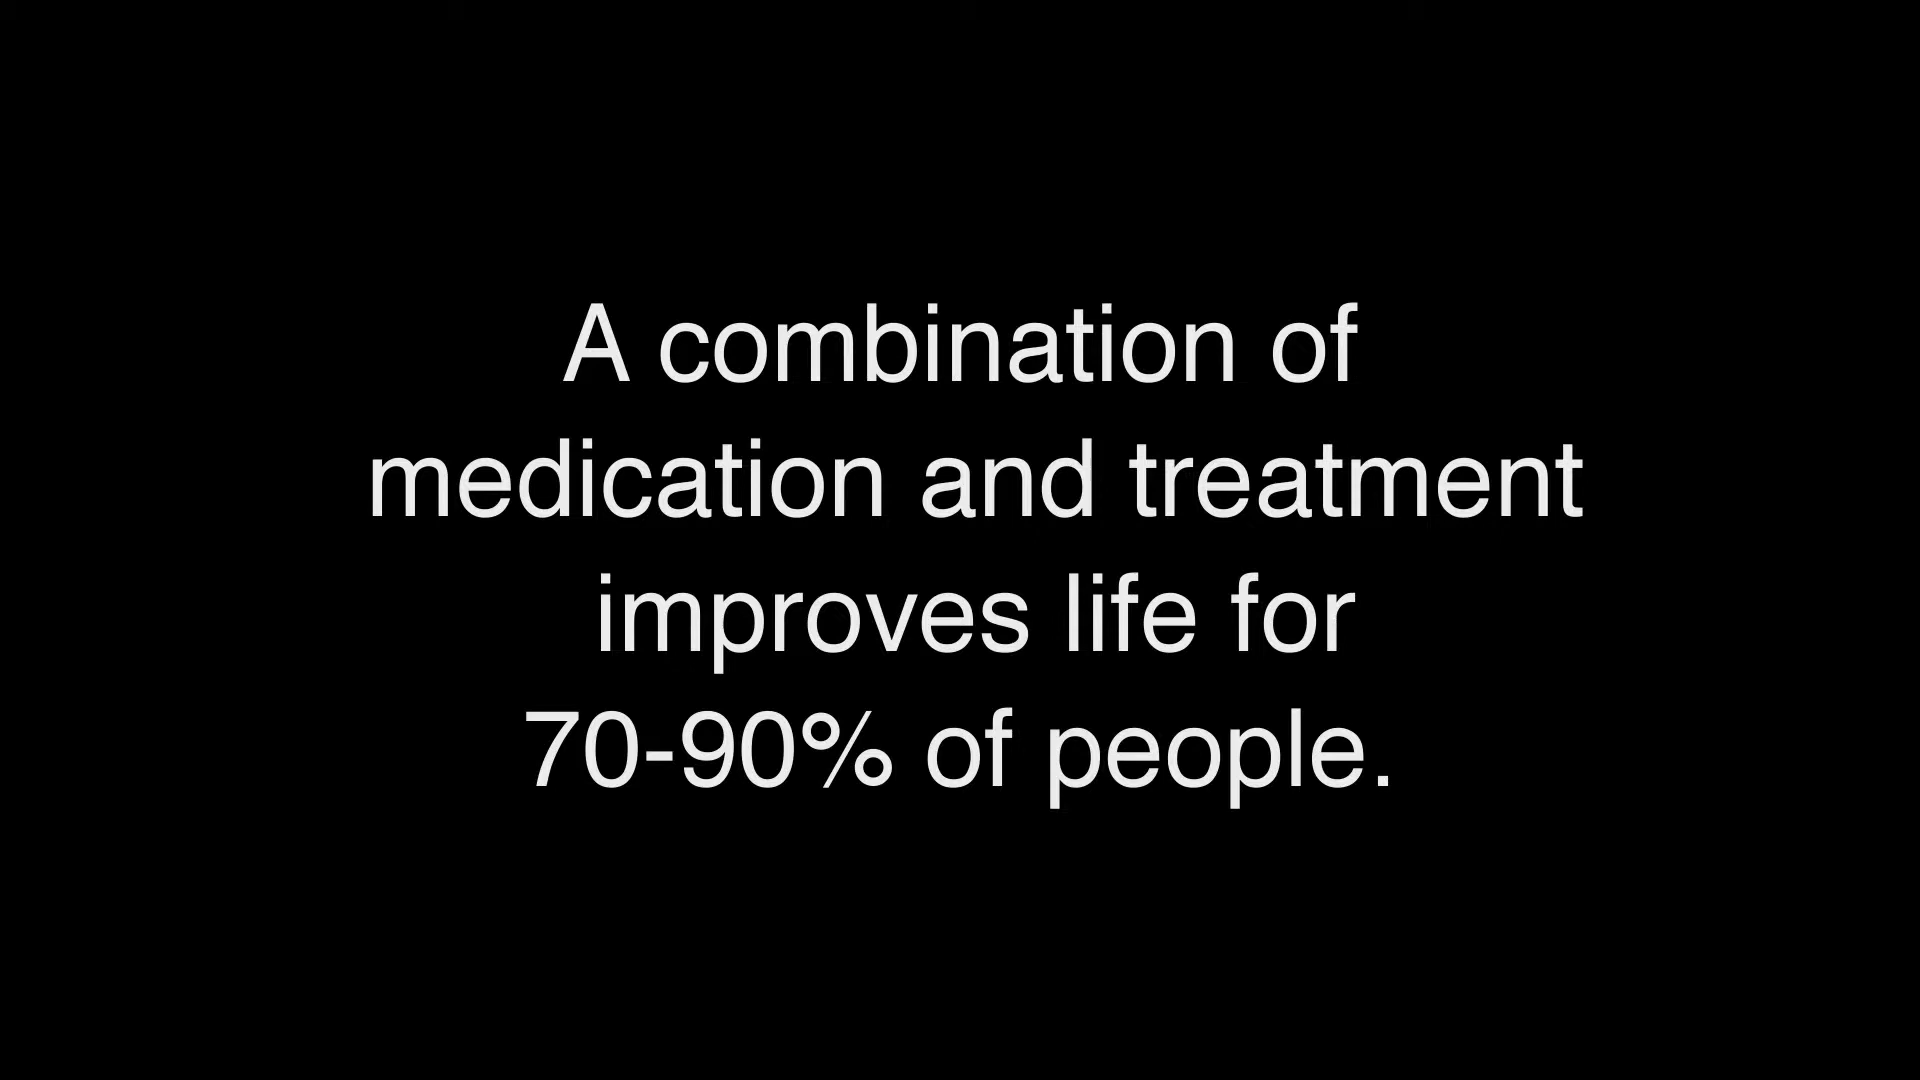 A combination of
medication and treatment
improves life for
70-90% of people.